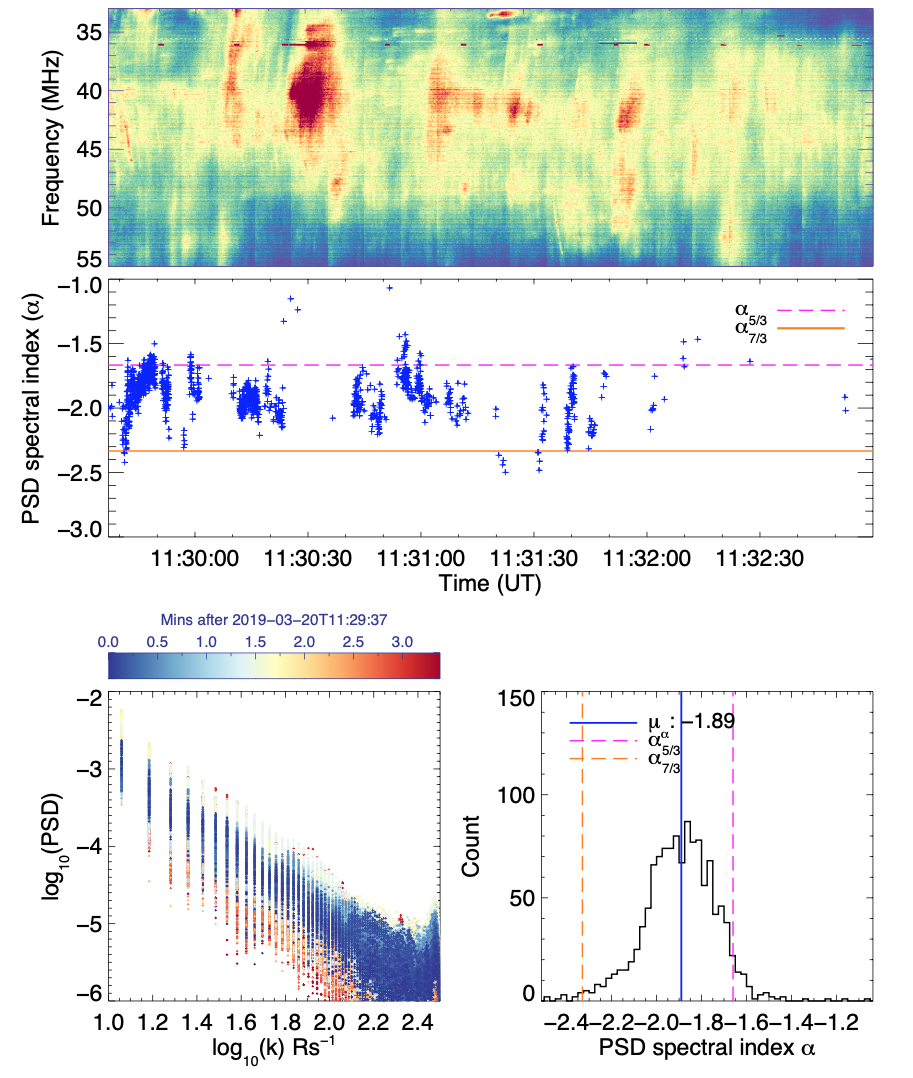 Frequency (MHz)
35
40
45
50
55
PSD spectral index (α)
−1.0
−1.5
−2.0
−2.5
−3.0
α5/3
α7/3
11:30:00 11:30:30 11:31:00 11:31:30 11:32:00 11:32:30
Time (UT)
Mins after 2019−03−20T11:29:37
0.0 0.5 1.0 1.5 2.0 2.5 3.0
log10(PSD)
−2
−3
−4
−5
−6
1.0 1.2 1.4 1.6 1.8 2.0 2.2 2.4
log10(k) Rs−1
Count
150
100
50
0
μα : −1.89
α5/3
α7/3
−2.4−2.2−2.0−1.8−1.6−1.4−1.2
PSD spectral index α